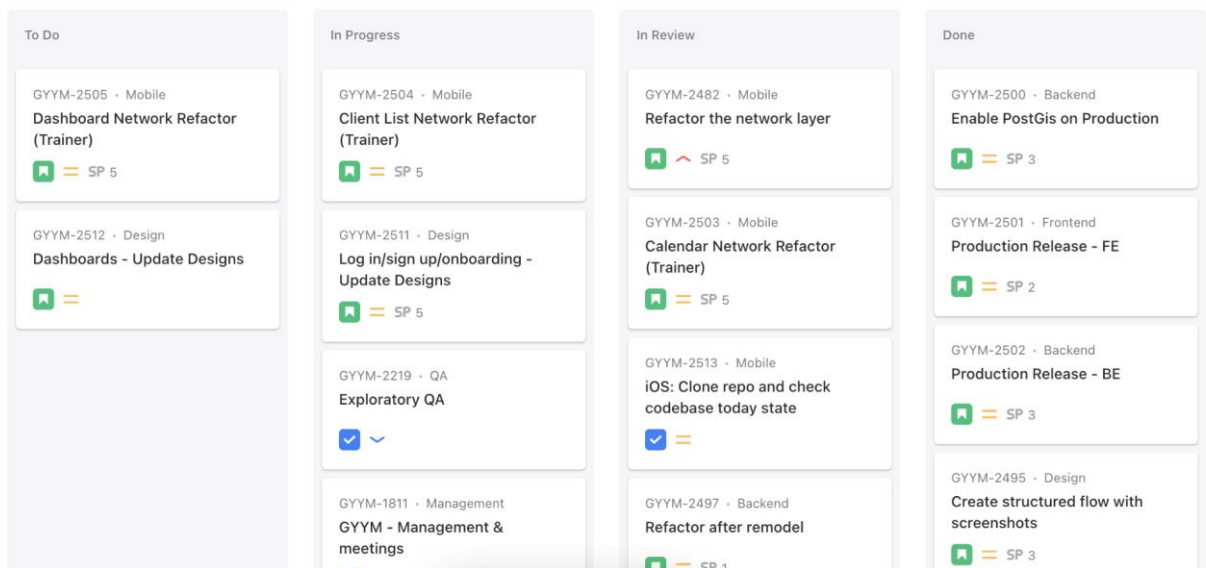 To Do
GYYM-2505 • Mobile
Dashboard Network Refactor
(Trainer)
SP 5
GYYM-2512 • Design
Dashboards - Update Designs
In Progress
GYYM-2504 • Mobile
Client List Network Refactor
(Trainer)
SP 5
GYYM-2511 • Design
Log in/sign up/onboarding -
Update Designs
SP 5
GYYM-2219 • QA
Exploratory QA
GYYM-1811 • Management
GYYM - Management &
meetings
In Review
GYYM-2482 • Mobile
Refactor the network layer
SP 5
GYYM-2503 • Mobile
Calendar Network Refactor
(Trainer)
SP 5
GYYM-2513 • Mobile
iOS: Clone repo and check
codebase today state
GYYM-2497 • Backend
Refactor after remodel
SP 1
Done
GYYM-2500 • Backend
Enable PostGis on Production
SP 3
GYYM-2501 • Frontend
Production Release - FE
SP 2
GYYM-2502 • Backend
Production Release - BE
SP 3
GYYM-2495 • Design
Create structured flow with
screenshots
SP 3